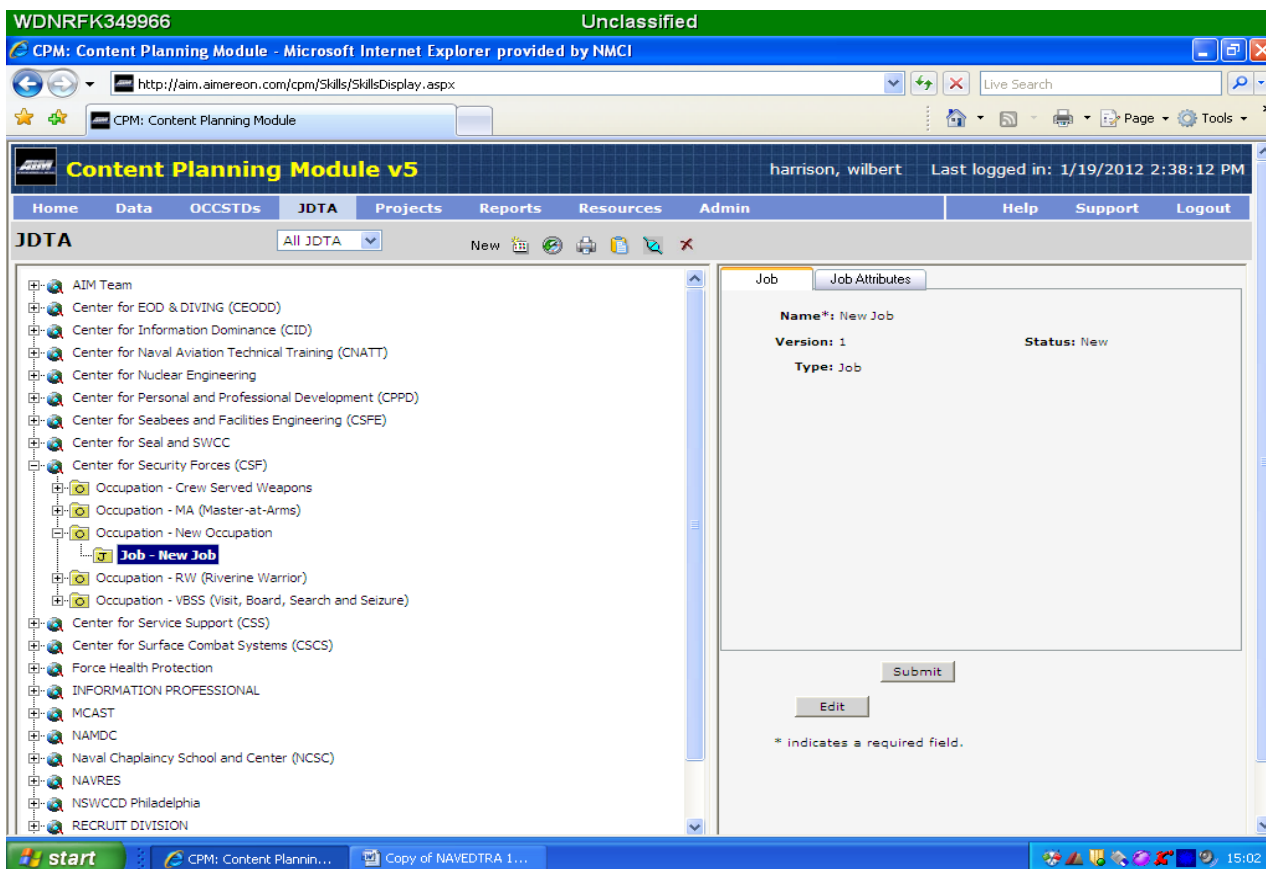 WDNRFK349966 Unclassified
CPM: Content Planning Module - Microsoft Internet Explorer provided by NMCI
http://aim.aimereon.com/cpm/Skills/SkillsDisplay.aspx Live Search
CPM: Content Planning Module Page Tools
Content Planning Module v5 harrison, wilbert Last logged in: 1/19/2012 2:38:12 PM
Home Data OCCSTDs JDTA Projects Reports Resources Admin Help Support Logout
JDTA All JDTA New
AIM Team
Center for EOD & DIVING (CEODD)
Center for Information Dominance (CID)
Center for Naval Aviation Technical Training (CNATT)
Center for Nuclear Engineering
Center for Personal and Professional Development (CPPD)
Center for Seabees and Facilities Engineering (CSFE)
Center for Seal and SWCC
Center for Security Forces (CSF)
Occupation - Crew Served Weapons
Occupation - MA (Master-at-Arms)
Occupation - New Occupation
Job - New Job
Occupation - RW (Riverine Warrior)
Occupation - VBSS (Visit, Board, Search and Seizure)
Center for Service Support (CSS)
Center for Surface Combat Systems (CSCS)
Force Health Protection
INFORMATION PROFESSIONAL
MCAST
NAMDC
Naval Chaplaincy School and Center (NCSC)
NAVRES
NSWCCD Philadelphia
RECRUIT DIVISION
Job Job Attributes
Name*: New Job
Version: 1 Status: New
Type: Job
Submit
Edit
* indicates a required field.
start CPM: Content Plannin... Copy of NAVEDTRA 1... 15:02